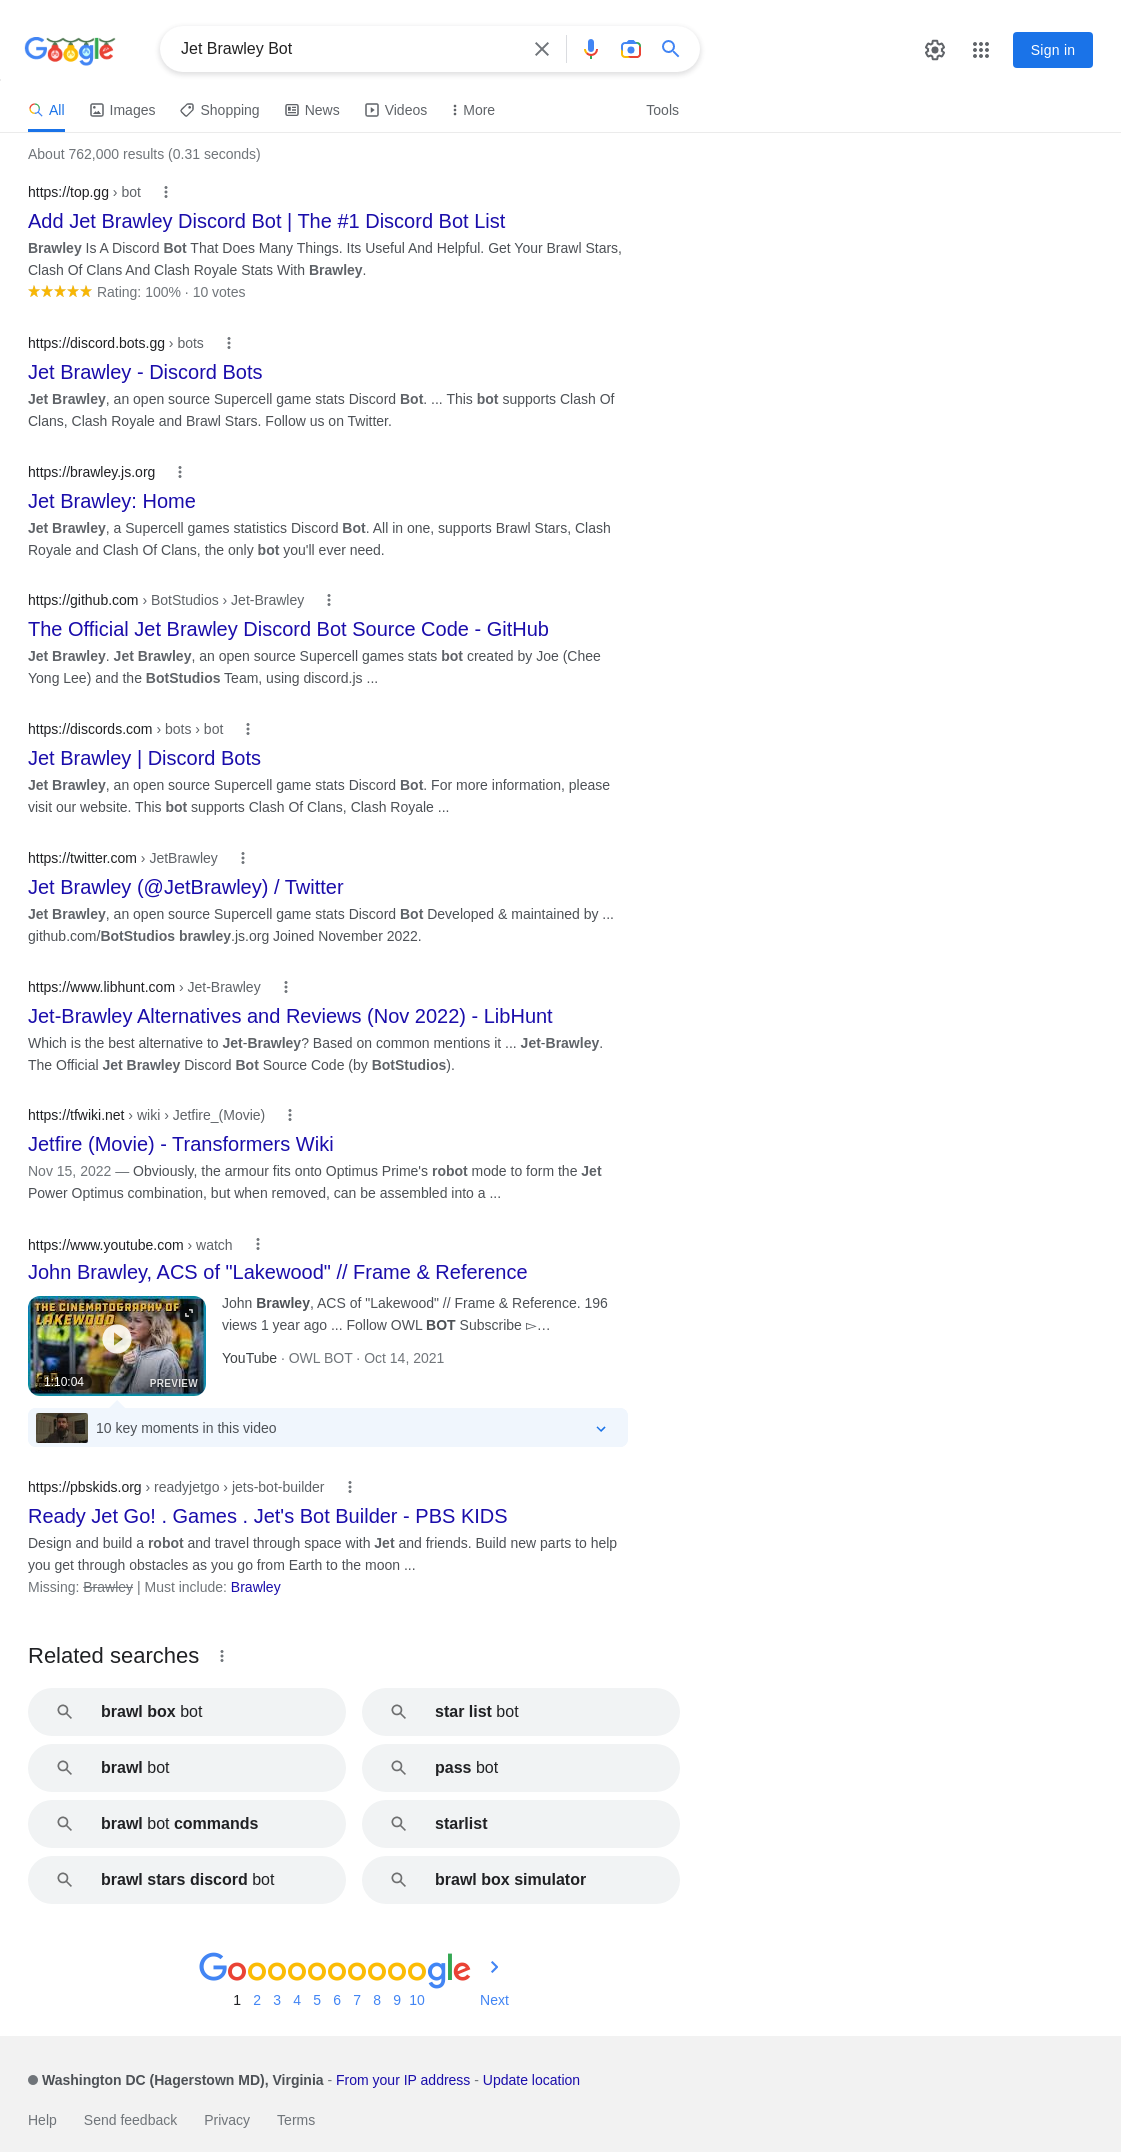 Google
Jet Brawley Bot
Sign in
All
Images
Shopping
News
Videos
More
Tools
About 762,000 results (0.31 seconds)
https://top.gg › bot
Add Jet Brawley Discord Bot | The #1 Discord Bot List
Brawley Is A Discord Bot That Does Many Things. Its Useful And Helpful. Get Your Brawl Stars,
Clash Of Clans And Clash Royale Stats With Brawley.
Rating: 100% · 10 votes
https://discord.bots.gg › bots
Jet Brawley - Discord Bots
Jet Brawley, an open source Supercell game stats Discord Bot. ... This bot supports Clash Of
Clans, Clash Royale and Brawl Stars. Follow us on Twitter.
https://brawley.js.org
Jet Brawley: Home
Jet Brawley, a Supercell games statistics Discord Bot. All in one, supports Brawl Stars, Clash
Royale and Clash Of Clans, the only bot you'll ever need.
https://github.com › BotStudios › Jet-Brawley
The Official Jet Brawley Discord Bot Source Code - GitHub
Jet Brawley. Jet Brawley, an open source Supercell games stats bot created by Joe (Chee
Yong Lee) and the BotStudios Team, using discord.js ...
https://discords.com › bots › bot
Jet Brawley | Discord Bots
Jet Brawley, an open source Supercell game stats Discord Bot. For more information, please
visit our website. This bot supports Clash Of Clans, Clash Royale ...
https://twitter.com › JetBrawley
Jet Brawley (@JetBrawley) / Twitter
Jet Brawley, an open source Supercell game stats Discord Bot Developed & maintained by ...
github.com/BotStudios brawley.js.org Joined November 2022.
https://www.libhunt.com › Jet-Brawley
Jet-Brawley Alternatives and Reviews (Nov 2022) - LibHunt
Which is the best alternative to Jet-Brawley? Based on common mentions it ... Jet-Brawley.
The Official Jet Brawley Discord Bot Source Code (by BotStudios).
https://tfwiki.net › wiki › Jetfire_(Movie)
Jetfire (Movie) - Transformers Wiki
Nov 15, 2022 — Obviously, the armour fits onto Optimus Prime's robot mode to form the Jet
Power Optimus combination, but when removed, can be assembled into a ...
https://www.youtube.com › watch
John Brawley, ACS of "Lakewood" // Frame & Reference
THE CINEMATOGRAPHY OF
LAKEWOOD
1:10:04
PREVIEW
John Brawley, ACS of "Lakewood" // Frame & Reference. 196
views 1 year ago ... Follow OWL BOT Subscribe ▻…
YouTube · OWL BOT · Oct 14, 2021
10 key moments in this video
https://pbskids.org › readyjetgo › jets-bot-builder
Ready Jet Go! . Games . Jet's Bot Builder - PBS KIDS
Design and build a robot and travel through space with Jet and friends. Build new parts to help
you get through obstacles as you go from Earth to the moon ...
Missing: Brawley | Must include: Brawley
Related searches
brawl box bot
star list bot
brawl bot
pass bot
brawl bot commands
starlist
brawl stars discord bot
brawl box simulator
Goooooooooogle
1 2 3 4 5 6 7 8 9 10 Next
Washington DC (Hagerstown MD), Virginia - From your IP address - Update location
Help Send feedback Privacy Terms